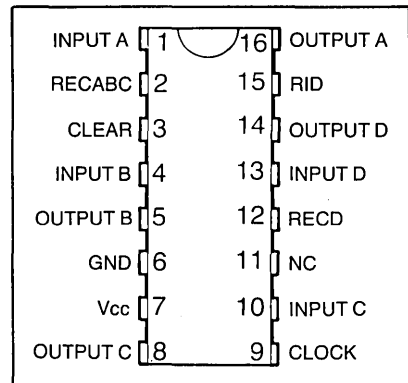 INPUT A 1 16 OUTPUT A
RECABC 2 15 RID
CLEAR 3 14 OUTPUT D
INPUT B 4 13 INPUT D
OUTPUT B 5 12 RECD
GND 6 11 NC
Vcc 7 10 INPUT C
OUTPUT C 8 9 CLOCK